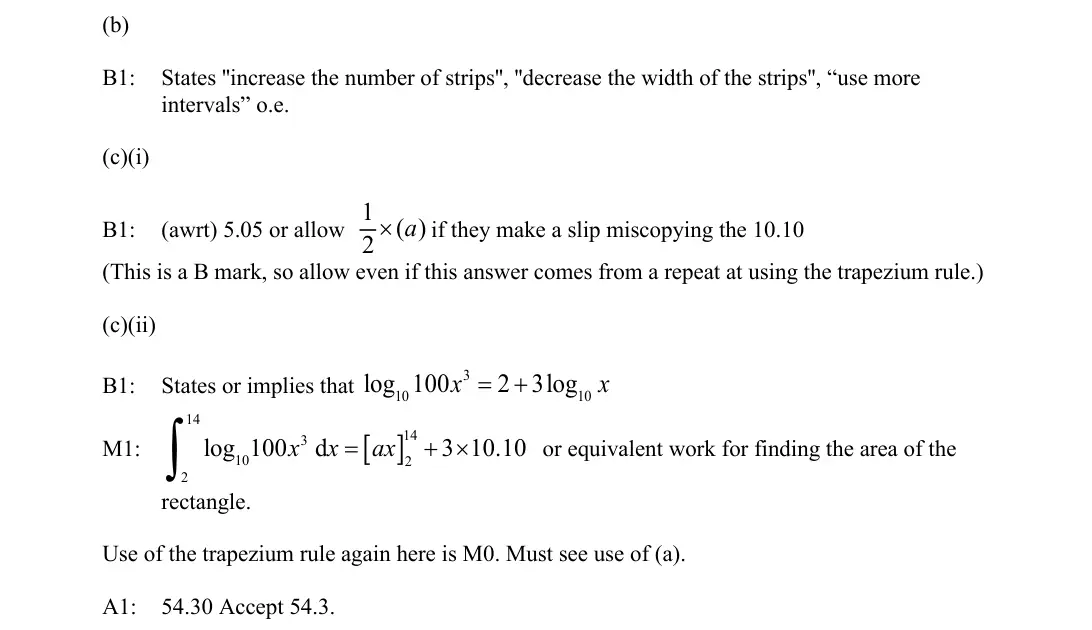 (b)
B1: States "increase the number of strips", "decrease the width of the strips", “use more
intervals” o.e.
(c)(i)
B1: (awrt) 5.05 or allow \frac{1}{2}×(a) if they make a slip miscopying the 10.10
(This is a B mark, so allow even if this answer comes from a repeat at using the trapezium rule.)
(c)(ii)
B1: States or implies that log₁₀ 100x³ = 2 + 3log₁₀ x
M1: ∫₂¹⁴ log₁₀ 100x³ dx = [ax]₂¹⁴ + 3×10.10 or equivalent work for finding the area of the
rectangle.
Use of the trapezium rule again here is M0. Must see use of (a).
A1: 54.30 Accept 54.3.